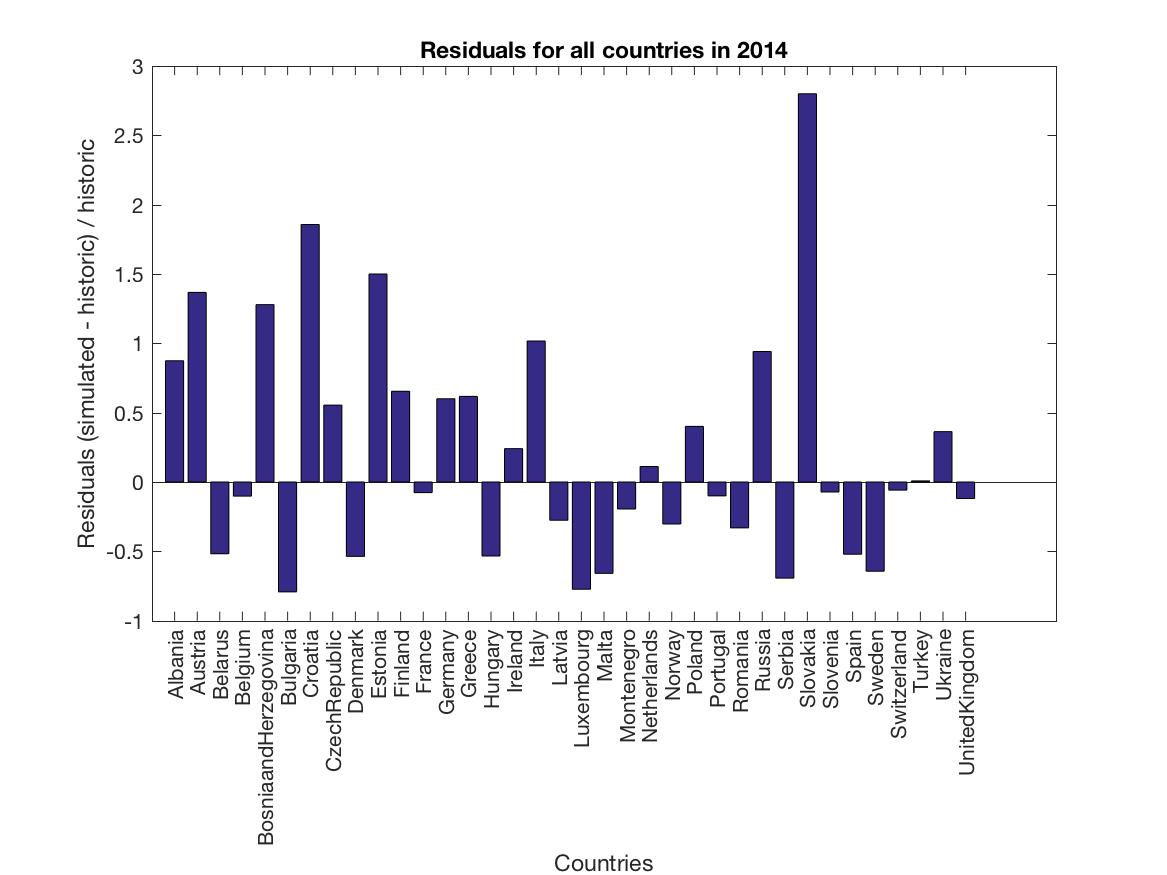 Residuals for all countries in 2014
Residuals (simulated - historic) / historic
3
2.5
2
1.5
1
0.5
0
-0.5
-1
Albania
Austria
Belarus
Belgium
BosniaandHerzegovina
Bulgaria
Croatia
CzechRepublic
Denmark
Estonia
Finland
France
Germany
Greece
Hungary
Ireland
Italy
Latvia
Luxembourg
Malta
Montenegro
Netherlands
Norway
Poland
Portugal
Romania
Russia
Serbia
Slovakia
Slovenia
Spain
Sweden
Switzerland
Turkey
Ukraine
UnitedKingdom
Countries